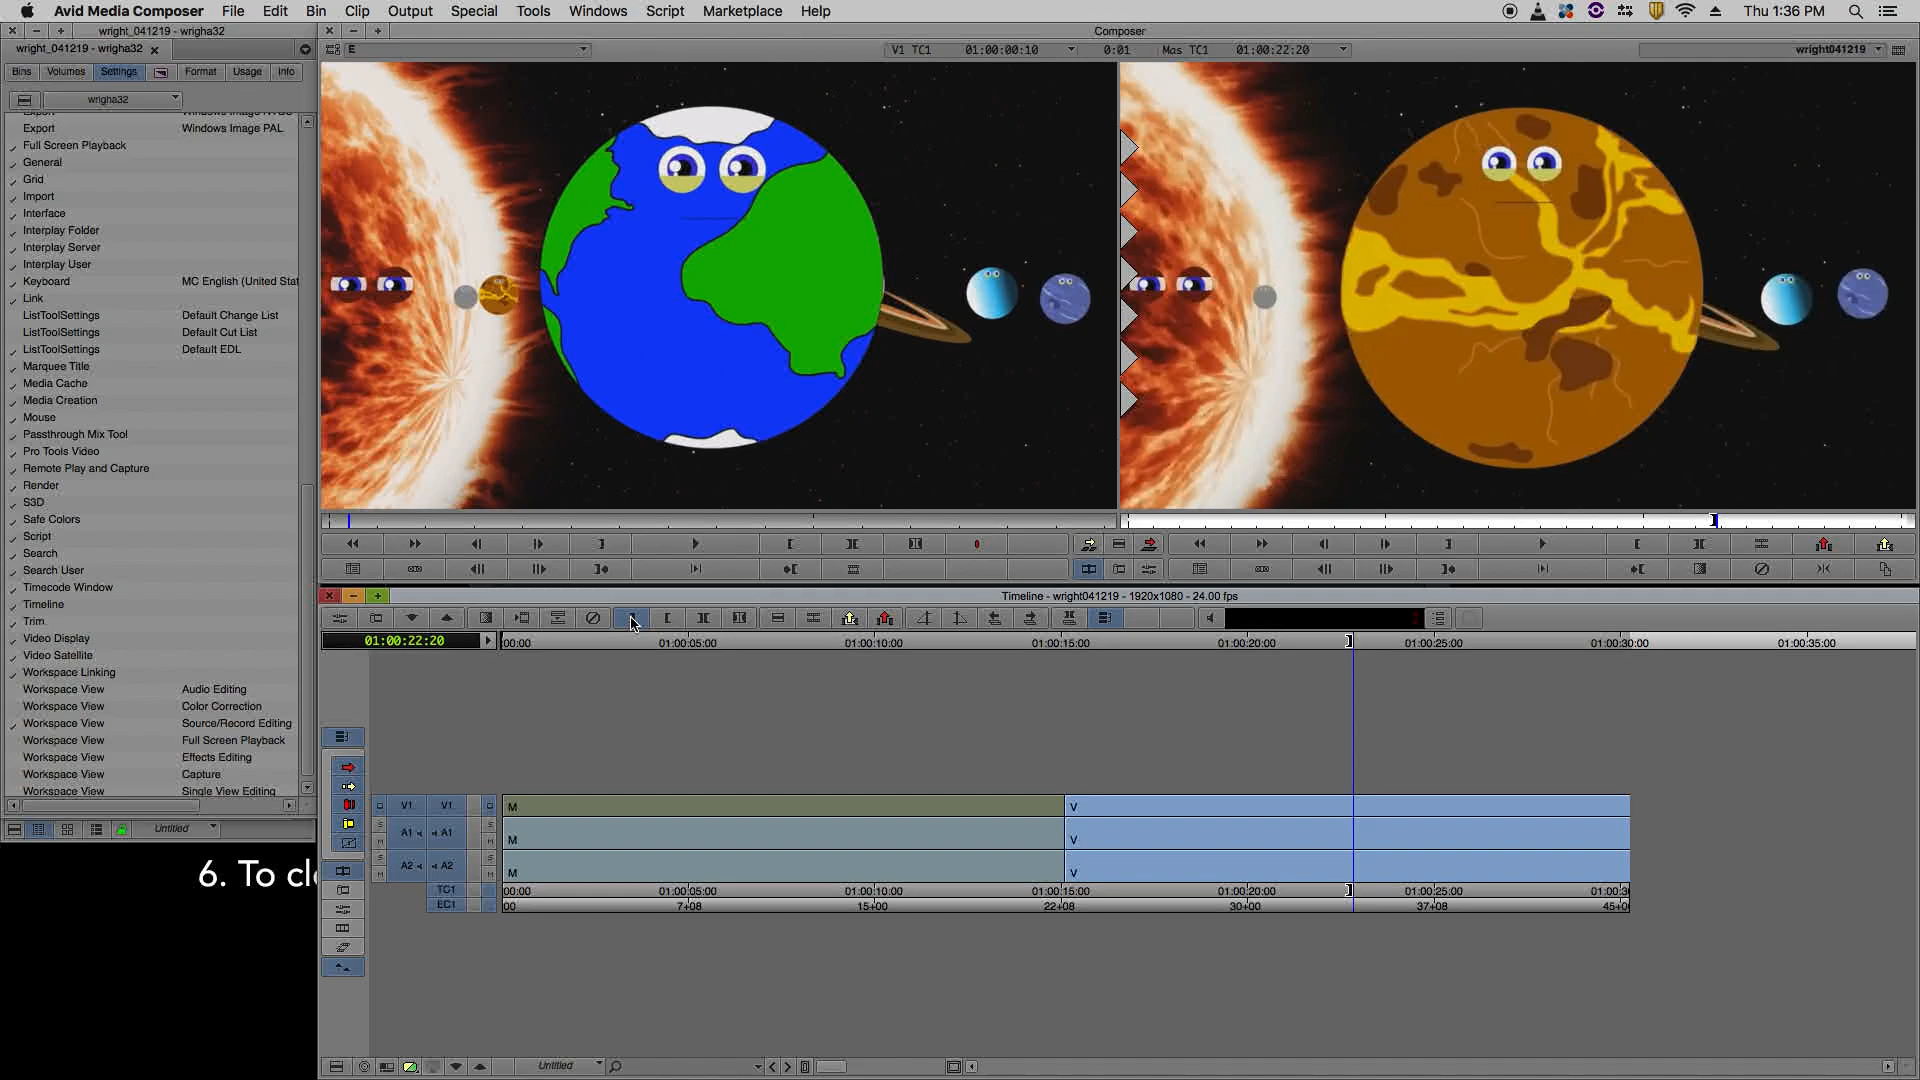 Avid Media Composer File Edit Bin Clip Output Special Tools Windows Script Marketplace Help Thu 1:36 PM
wright_041219 - wrigha32
Composer
wright_041219 - wrigha32
E
V1 TC1 01:00:00:10 0:01 Mas TC1 01:00:22:20
wright041219
Bins Volumes Settings Format Usage Info
wrigha32
Export Windows Image PAL
Full Screen Playback
General
Grid
Import
Interface
Interplay Folder
Interplay Server
Interplay User
Keyboard MC English (United Stat
Link
ListToolSettings Default Change List
ListToolSettings Default Cut List
ListToolSettings Default EDL
Marquee Title
Media Cache
Media Creation
Mouse
Passthrough Mix Tool
Pro Tools Video
Remote Play and Capture
Render
S3D
Safe Colors
Script
Search
Search User
Timecode Window
Timeline
Trim
Video Display
Video Satellite
Workspace Linking
Workspace View Audio Editing
Workspace View Color Correction
Workspace View Source/Record Editing
Workspace View Full Screen Playback
Workspace View Effects Editing
Workspace View Capture
Workspace View Single View Editing
Untitled
6. To cl
Timeline - wright041219 - 1920x1080 - 24.00 fps
01:00:22:20
00:00 01:00:05:00 01:00:10:00 01:00:15:00 01:00:20:00 01:00:25:00 01:00:30:00 01:00:35:00
V1 V1 M V
S S
A1 A1 M V
M M
S S
A2 A2 M V
M M
TC1 00:00 01:00:05:00 01:00:10:00 01:00:15:00 01:00:20:00 01:00:25:00 01:00:3
EC1 00 7+08 15+00 22+08 30+00 37+08 45+0
Untitled